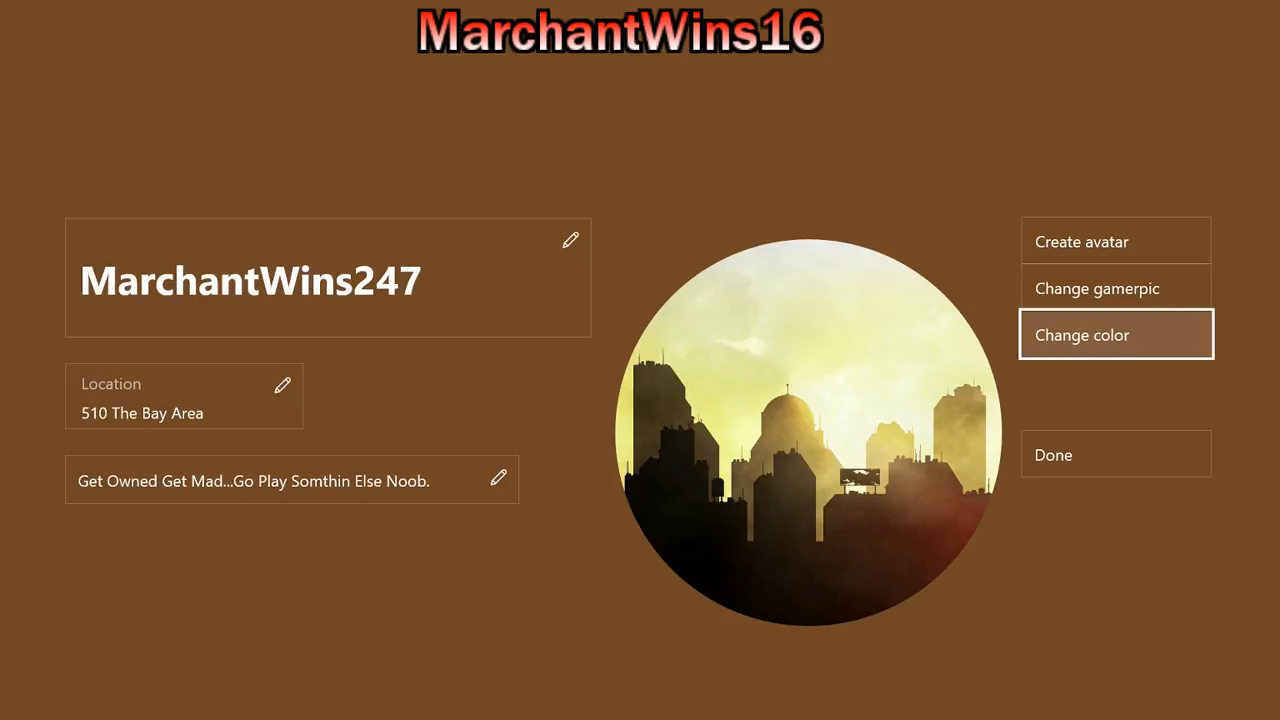 MarchantWins16
MarchantWins247
Location
510 The Bay Area
Get Owned Get Mad...Go Play Somthin Else Noob.
Create avatar
Change gamerpic
Change color
Done